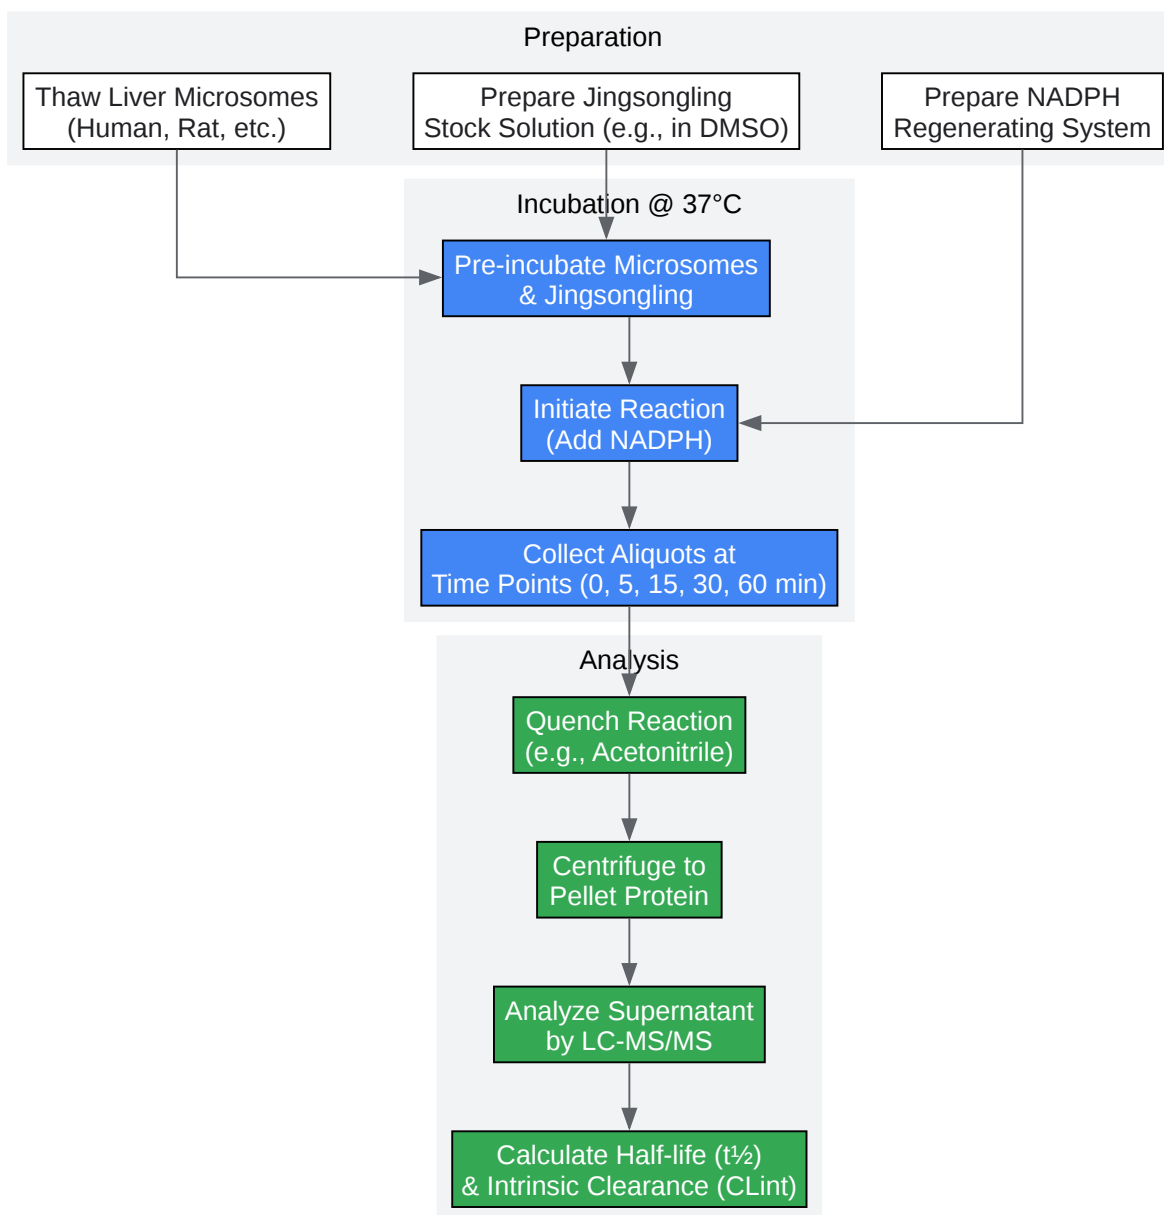 Preparation
Thaw Liver Microsomes
(Human, Rat, etc.)
Prepare Jingsongling
Stock Solution (e.g., in DMSO)
Prepare NADPH
Regenerating System
Incubation @ 37°C
Pre-incubate Microsomes
& Jingsongling
Initiate Reaction
(Add NADPH)
Collect Aliquots at
Time Points (0, 5, 15, 30, 60 min)
Analysis
Quench Reaction
(e.g., Acetonitrile)
Centrifuge to
Pellet Protein
Analyze Supernatant
by LC-MS/MS
Calculate Half-life (t½)
& Intrinsic Clearance (CLint)